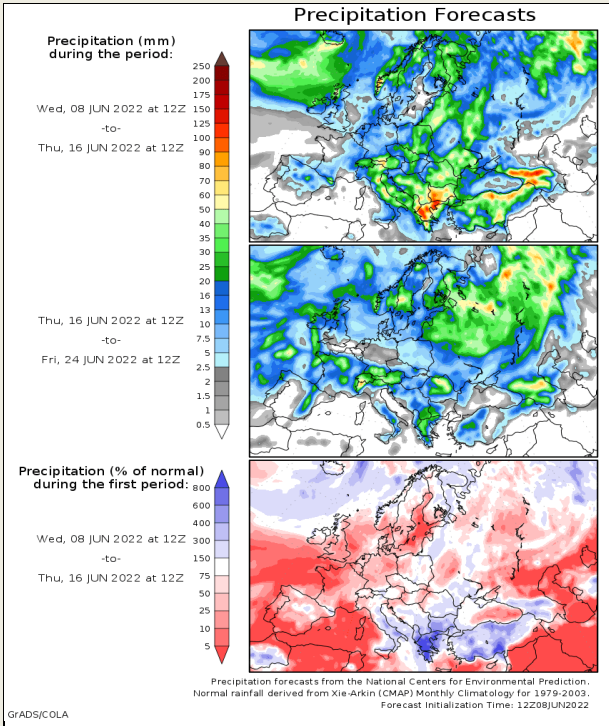 Precipitation Forecasts
Precipitation (mm)
during the period:
Wed, 08 JUN 2022 at 12Z
-to-
Thu, 16 JUN 2022 at 12Z
250
200
175
150
125
100
90
80
70
60
50
40
35
30
25
20
16
13
10
7.5
5
2.5
2
1.5
1
0.5
Thu, 16 JUN 2022 at 12Z
-to-
Fri, 24 JUN 2022 at 12Z
Precipitation (% of normal)
during the first period:
Wed, 08 JUN 2022 at 12Z
-to-
Thu, 16 JUN 2022 at 12Z
800
600
400
300
150
75
50
25
10
5
Precipitation forecasts from the National Centers for Environmental Prediction.
Normal rainfall derived from Xie-Arkin (CMAP) Monthly Climatology for 1979-2003.
Forecast Initialization Time: 12Z08JUN2022
GrADS/COLA